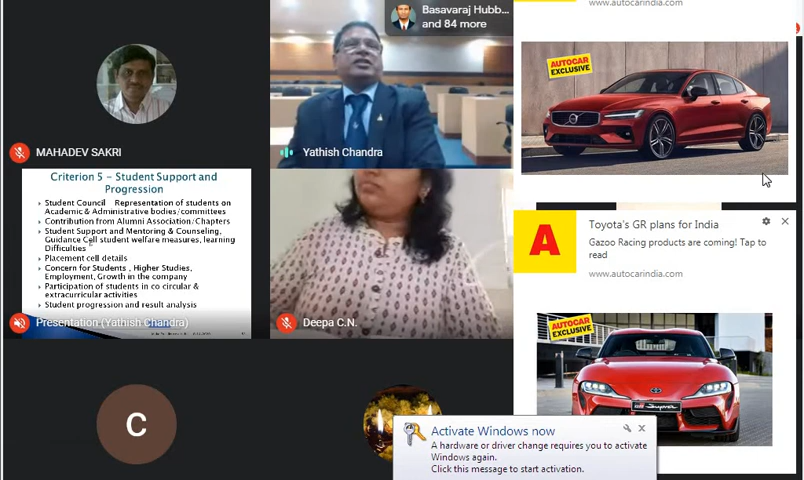 Basavaraj Hubb...
and 84 more
www.autocarindia.com
AUTOCAR
EXCLUSIVE
MAHADEV SAKRI
Yathish Chandra
Criterion 5 - Student Support and
Progression
Student Council Representation of students on
Academic & Administrative bodies/committees
Contribution from Alumni Association/Chapters
Student Support and Mentoring & Counseling,
Guidance Cell student welfare measures, learning
Difficulties
Placement cell details
Concern for Students , Higher Studies,
Employment, Growth in the company
Participation of students in co circular &
extracurricular activities
Student progression and result analysis
Presentation (Yathish Chandra)
Deepa C.N.
A
Toyota's GR plans for India
Gazoo Racing products are coming! Tap to
read
www.autocarindia.com
AUTOCAR
EXCLUSIVE
Supra
C
Activate Windows now
A hardware or driver change requires you to activate
Windows again.
Click this message to start activation.